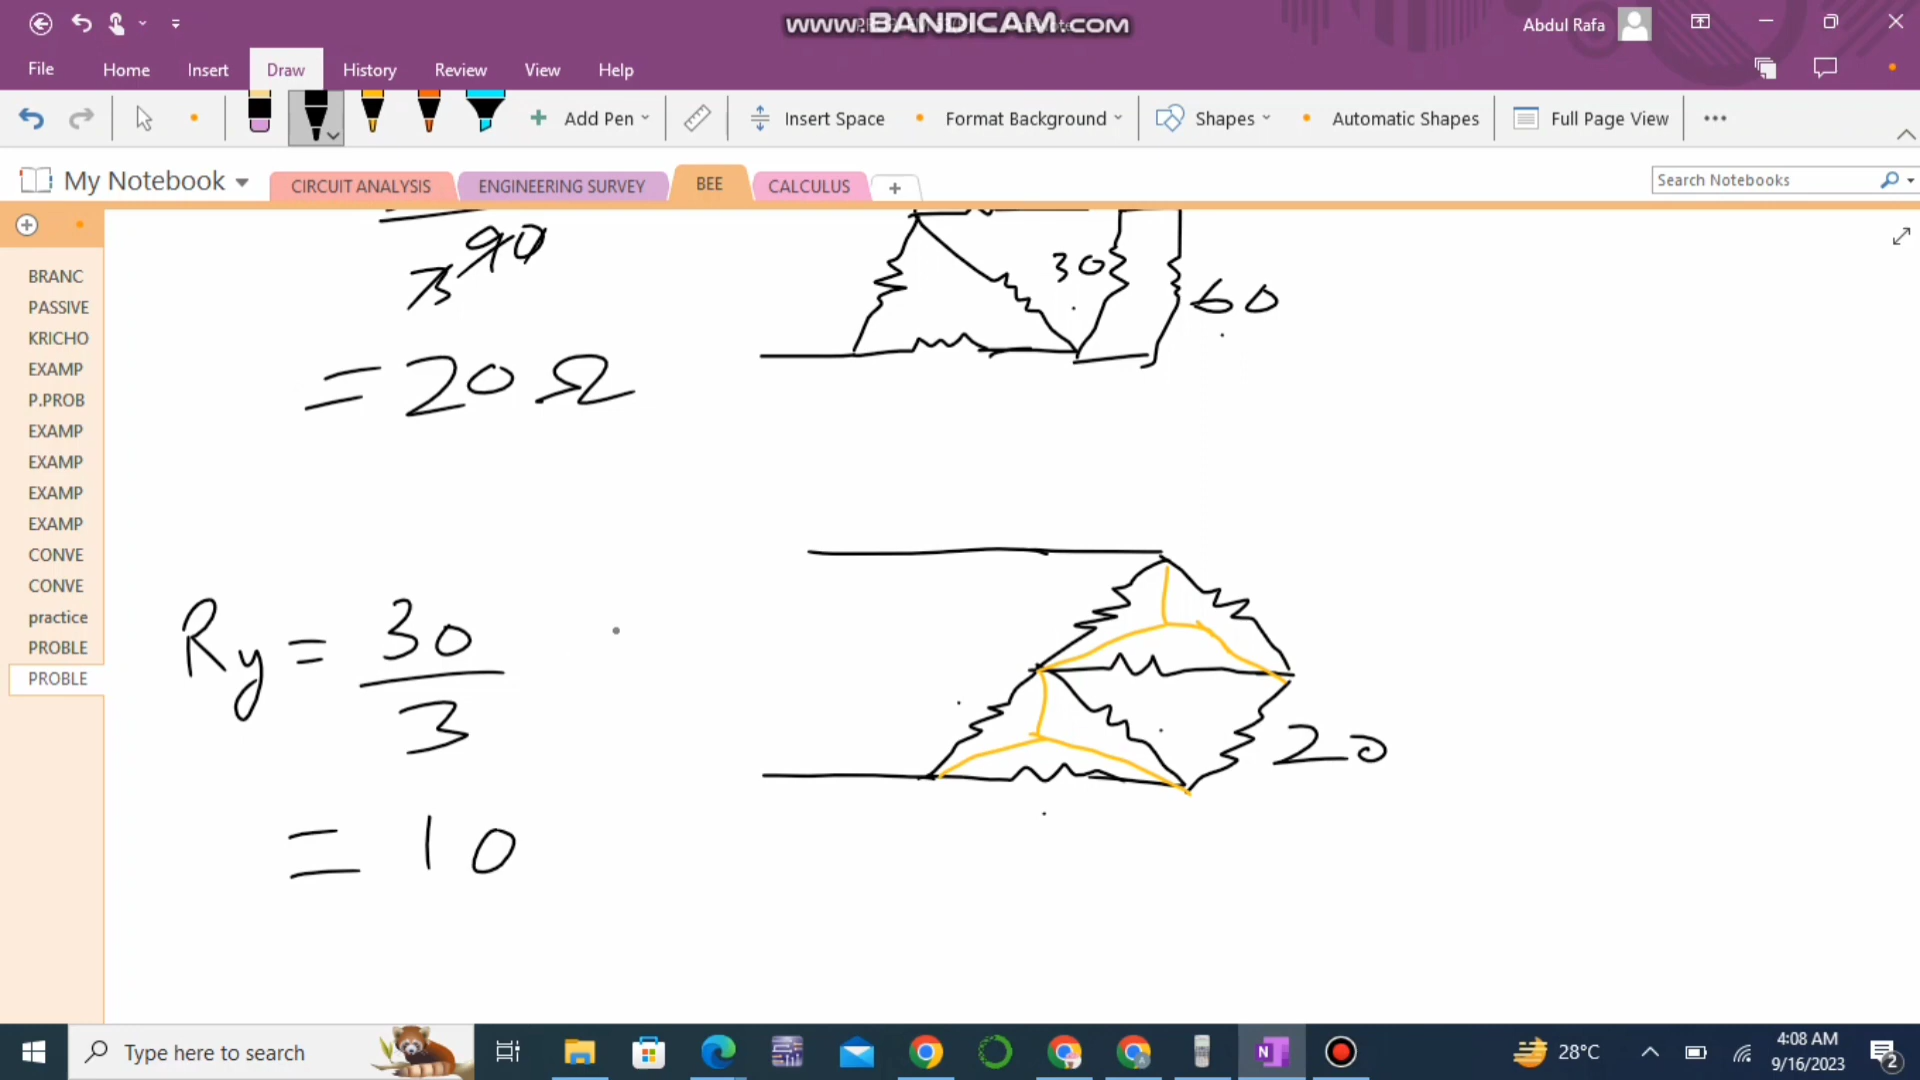 www.BANDICAM.com
Abdul Rafa
File Home Insert Draw History Review View Help
Add Pen Insert Space Format Background Shapes Automatic Shapes Full Page View
My Notebook CIRCUIT ANALYSIS ENGINEERING SURVEY BEE CALCULUS Search Notebooks
BRANC
PASSIVE
KRICHO
EXAMP
P.PROB
EXAMP
EXAMP
EXAMP
EXAMP
CONVE
CONVE
practice
PROBLE
PROBLE
90
3
= 20 Ω
30
60
Ry = 30
3
= 10
20
Type here to search
28°C
4:08 AM
9/16/2023
2